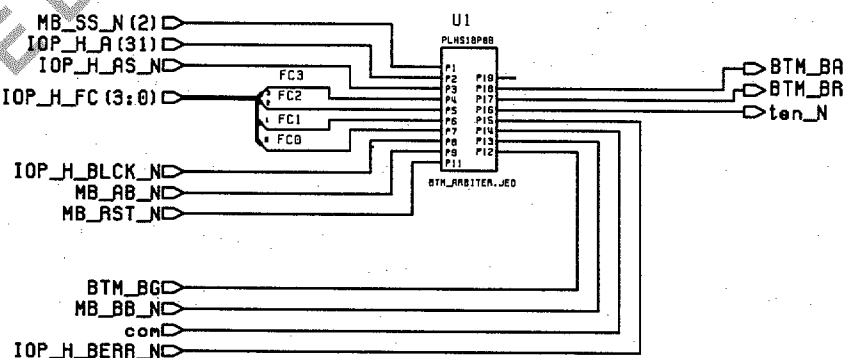 U1
PLHS18P8B
MB_SS_N(2)
IOP_H_A(31)
IOP_H_AS_N
IOP_H_FC(3:0)
FC3
FC2
FC1
FC0
IOP_H_BLCK_N
MB_AB_N
MB_RST_N
P1
P2
P3
P4
P5
P6
P7
P8
P9
P11
P19
P18
P17
P16
P15
P14
P13
P12
BTM_ARBITER.JED
BTM_BA
BTM_BR
ten_N
BTM_BG
MB_BB_N
com
IOP_H_BERR_N